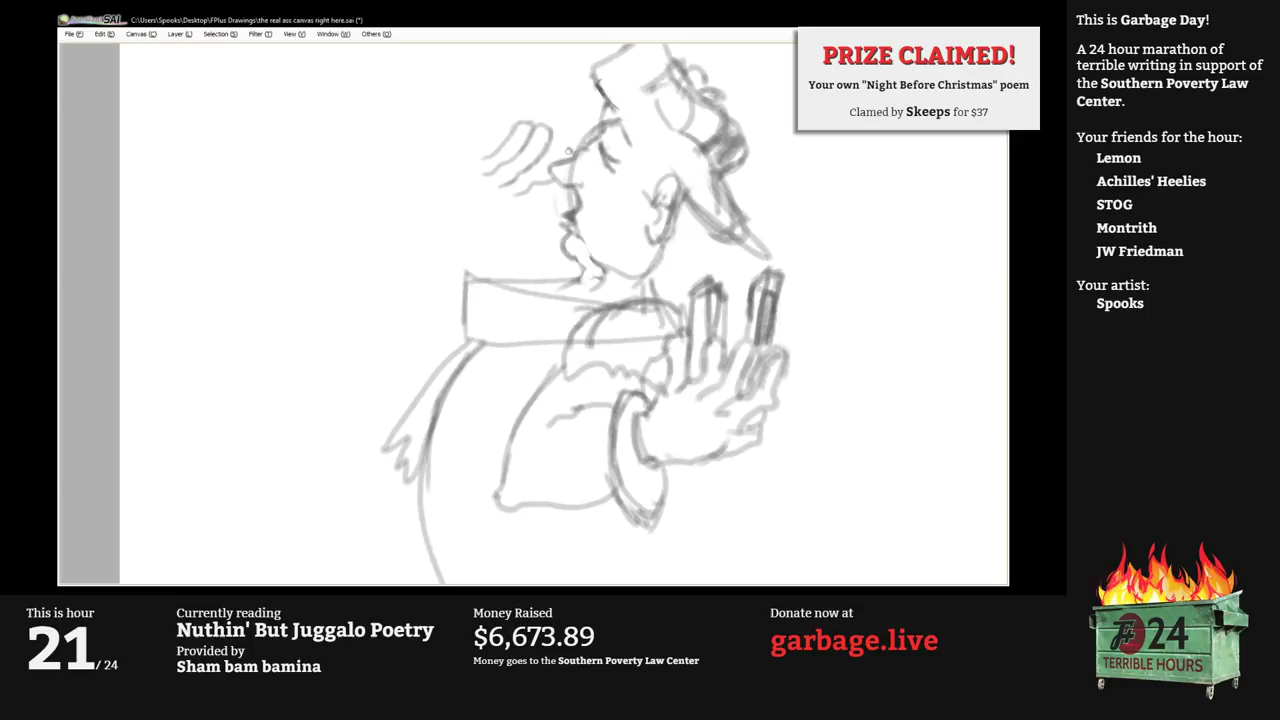 C:\Users\Spooks\Desktop\FPlus Drawings\the real ass canvas right here.sai (*)
File (F) Edit (E) Canvas (C) Layer (L) Selection (S) Filter (T) View (V) Window (W) Others (O)
PRIZE CLAIMED!
Your own "Night Before Christmas" poem
Clamed by Skeeps for $37
This is Garbage Day!
A 24 hour marathon of
terrible writing in support of
the Southern Poverty Law
Center.
Your friends for the hour:
Lemon
Achilles' Heelies
STOG
Montrith
JW Friedman
Your artist:
Spooks
This is hour
21 / 24
Currently reading
Nuthin' But Juggalo Poetry
Provided by
Sham bam bamina
Money Raised
$6,673.89
Money goes to the Southern Poverty Law Center
Donate now at
garbage.live
24
TERRIBLE HOURS